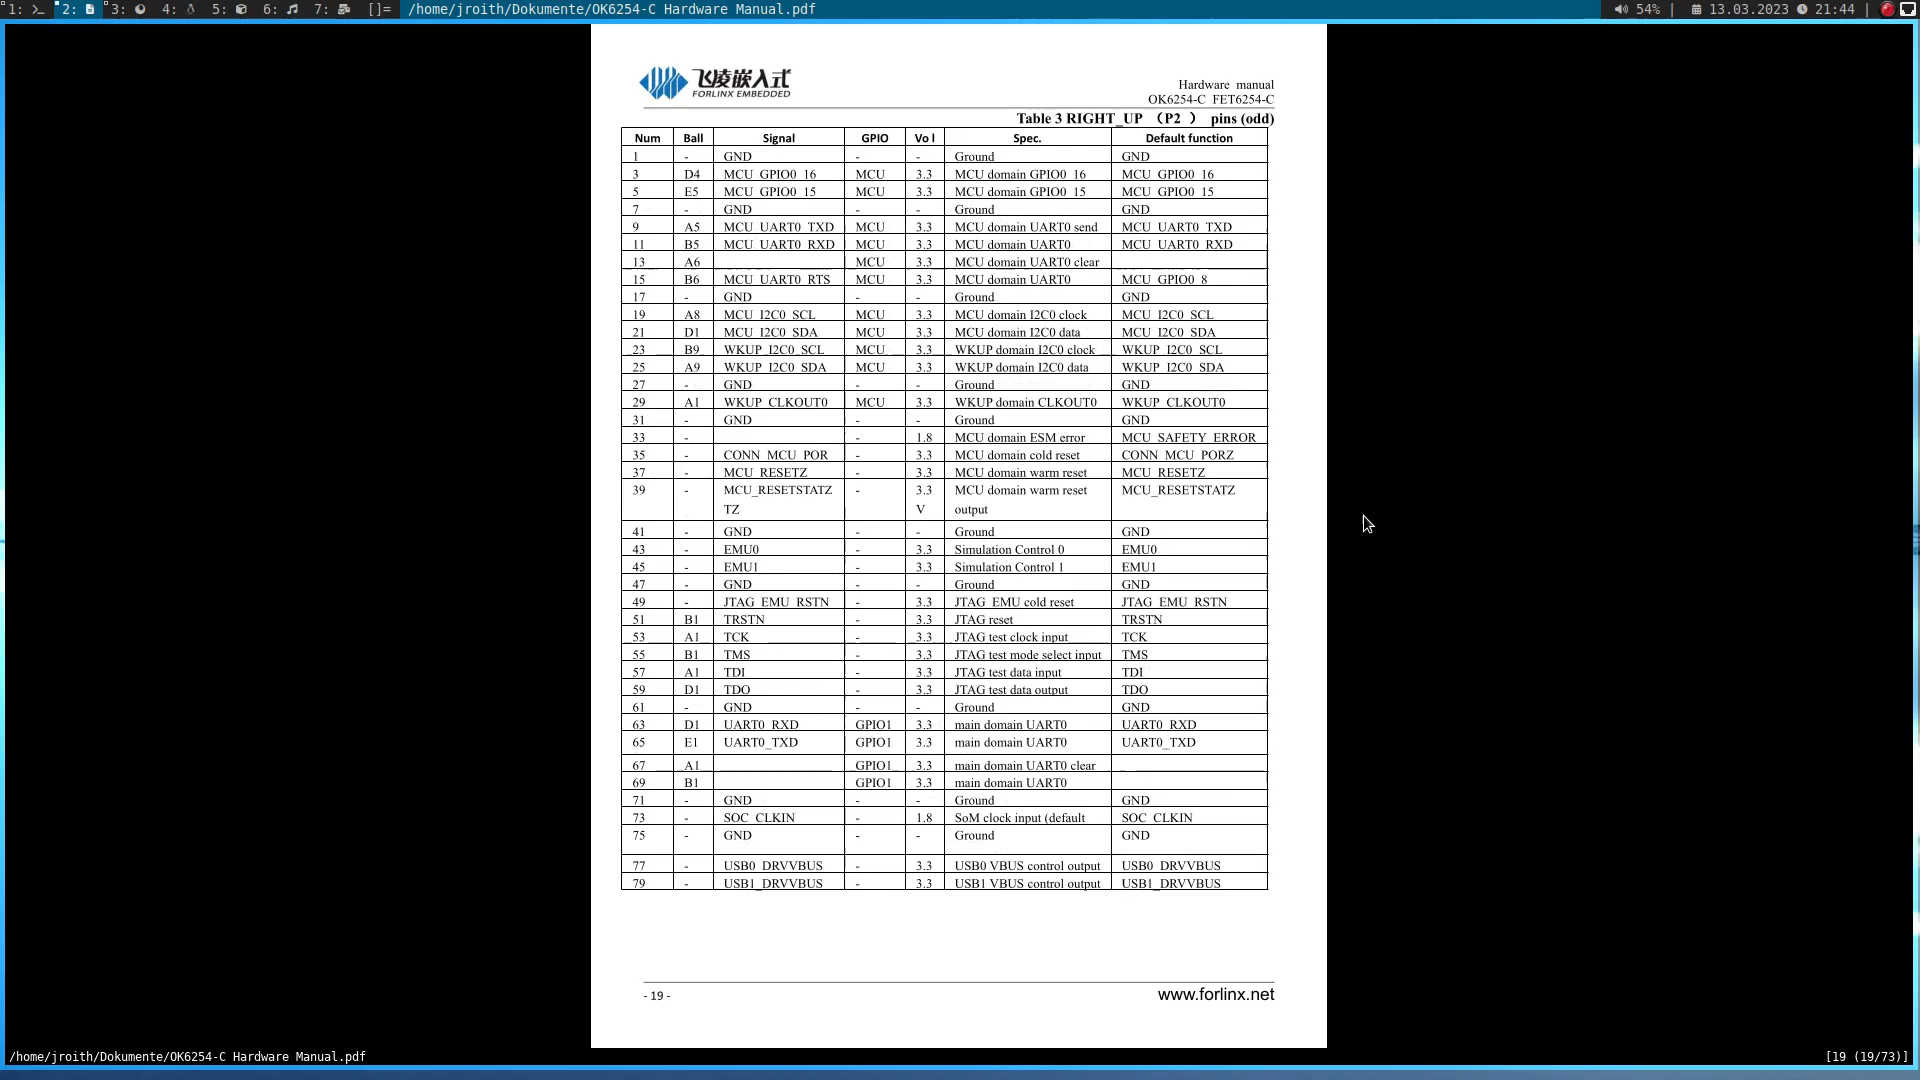 1: 2: 3: 4: 5: 6: 7: []= /home/jroith/Dokumente/OK6254-C Hardware Manual.pdf 54% | 13.03.2023 21:44 |
飞凌嵌入式
FORLINX EMBEDDED
Hardware manual
OK6254-C FET6254-C
Table 3 RIGHT_UP （P2 ） pins (odd)
Num Ball Signal GPIO Vo l Spec. Default function
1 - GND - - Ground GND
3 D4 MCU_GPIO0_16 MCU 3.3 MCU domain GPIO0_16 MCU_GPIO0_16
5 E5 MCU_GPIO0_15 MCU 3.3 MCU domain GPIO0_15 MCU_GPIO0_15
7 - GND - - Ground GND
9 A5 MCU_UART0_TXD MCU 3.3 MCU domain UART0 send MCU_UART0_TXD
11 B5 MCU_UART0_RXD MCU 3.3 MCU domain UART0 MCU_UART0_RXD
13 A6 MCU 3.3 MCU domain UART0 clear
15 B6 MCU_UART0_RTS MCU 3.3 MCU domain UART0 MCU_GPIO0_8
17 - GND - - Ground GND
19 A8 MCU_I2C0_SCL MCU 3.3 MCU domain I2C0 clock MCU_I2C0_SCL
21 D1 MCU_I2C0_SDA MCU 3.3 MCU domain I2C0 data MCU_I2C0_SDA
23 B9 WKUP_I2C0_SCL MCU 3.3 WKUP domain I2C0 clock WKUP_I2C0_SCL
25 A9 WKUP_I2C0_SDA MCU 3.3 WKUP domain I2C0 data WKUP_I2C0_SDA
27 - GND - - Ground GND
29 A1 WKUP_CLKOUT0 MCU 3.3 WKUP domain CLKOUT0 WKUP_CLKOUT0
31 - GND - - Ground GND
33 - - 1.8 MCU domain ESM error MCU_SAFETY_ERROR
35 - CONN_MCU_POR - 3.3 MCU domain cold reset CONN_MCU_PORZ
37 - MCU_RESETZ - 3.3 MCU domain warm reset MCU_RESETZ
39 - MCU_RESETSTATZ - 3.3 MCU domain warm reset MCU_RESETSTATZ
TZ V output
41 - GND - - Ground GND
43 - EMU0 - 3.3 Simulation Control 0 EMU0
45 - EMU1 - 3.3 Simulation Control 1 EMU1
47 - GND - - Ground GND
49 - JTAG_EMU_RSTN - 3.3 JTAG_EMU cold reset JTAG_EMU_RSTN
51 B1 TRSTN - 3.3 JTAG reset TRSTN
53 A1 TCK - 3.3 JTAG test clock input TCK
55 B1 TMS - 3.3 JTAG test mode select input TMS
57 A1 TDI - 3.3 JTAG test data input TDI
59 D1 TDO - 3.3 JTAG test data output TDO
61 - GND - - Ground GND
63 D1 UART0_RXD GPIO1 3.3 main domain UART0 UART0_RXD
65 E1 UART0_TXD GPIO1 3.3 main domain UART0 UART0_TXD
67 A1 GPIO1 3.3 main domain UART0 clear
69 B1 GPIO1 3.3 main domain UART0
71 - GND - - Ground GND
73 - SOC_CLKIN - 1.8 SoM clock input (default SOC_CLKIN
75 - GND - - Ground GND
77 - USB0_DRVVBUS - 3.3 USB0 VBUS control output USB0_DRVVBUS
79 - USB1_DRVVBUS - 3.3 USB1 VBUS control output USB1_DRVVBUS
- 19 - www.forlinx.net
/home/jroith/Dokumente/OK6254-C Hardware Manual.pdf [19 (19/73)]